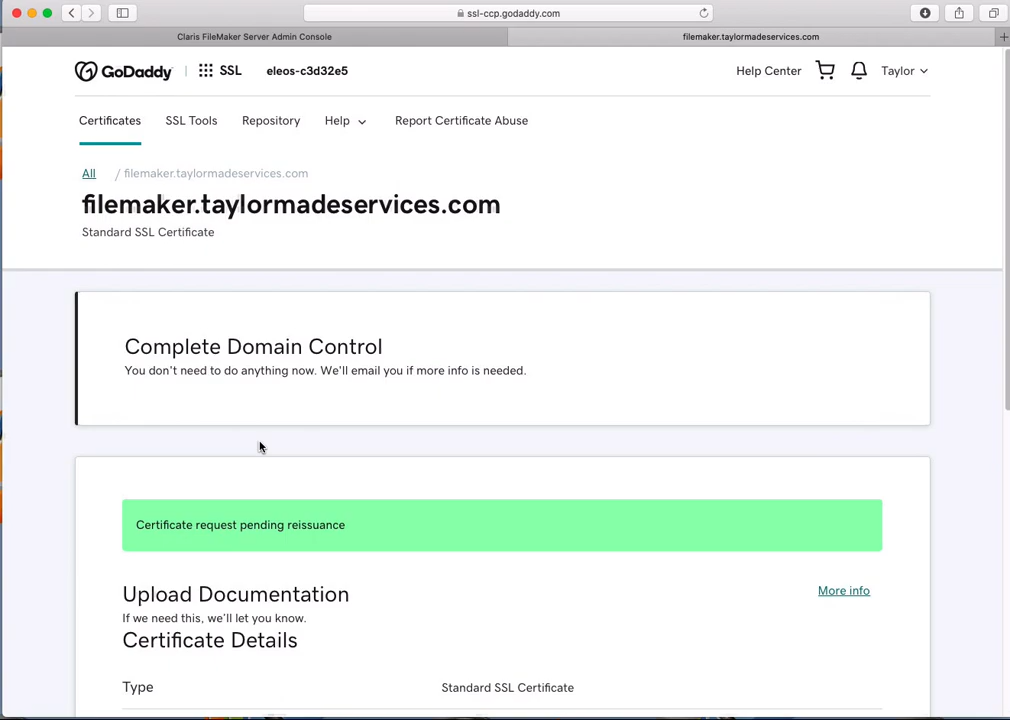 ssl-ccp.godaddy.com
Claris FileMaker Server Admin Console
filemaker.taylormadeservices.com
GoDaddy
SSL
eleos-c3d32e5
Help Center
Taylor
Certificates
SSL Tools
Repository
Help
Report Certificate Abuse
All / filemaker.taylormadeservices.com
filemaker.taylormadeservices.com
Standard SSL Certificate
Complete Domain Control
You don't need to do anything now. We'll email you if more info is needed.
Certificate request pending reissuance
Upload Documentation
More info
If we need this, we'll let you know.
Certificate Details
Type
Standard SSL Certificate